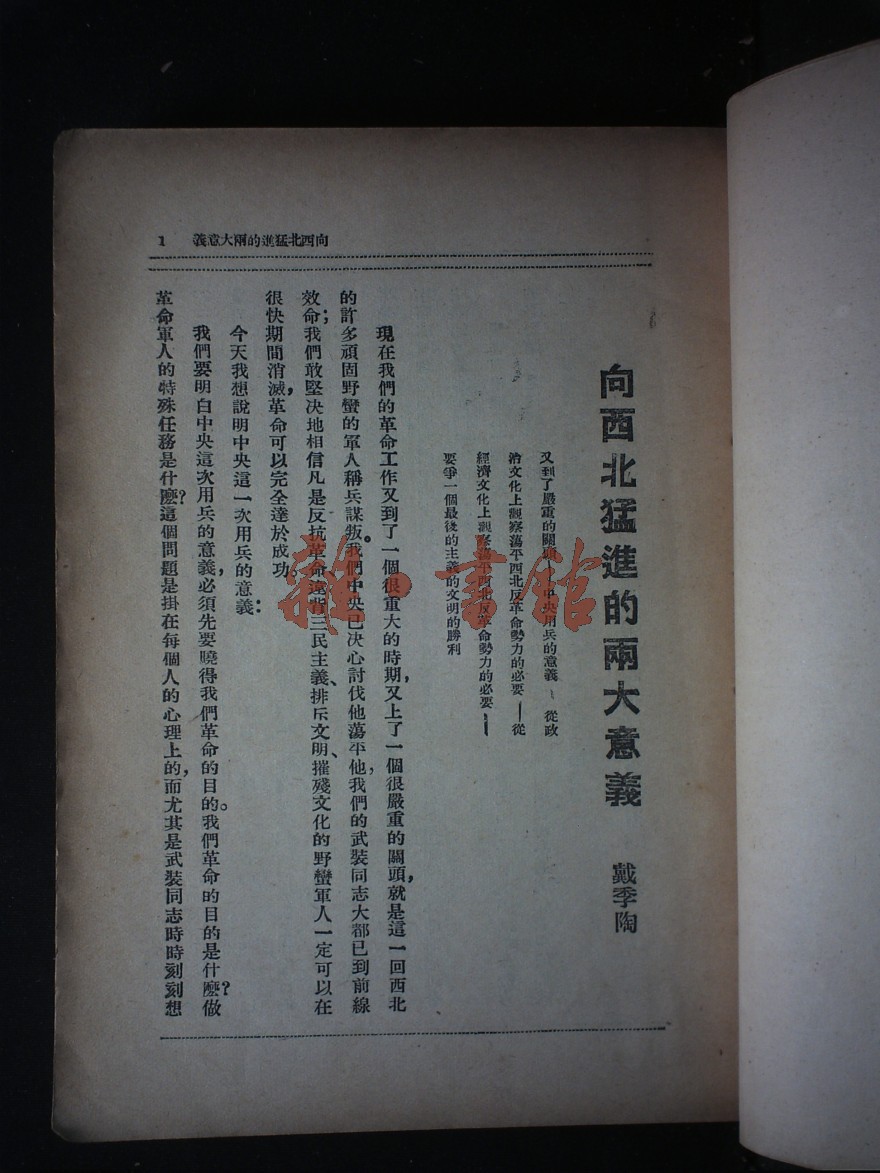 向西北猛進的兩大意義 1
向西北猛進的兩大意義 戴季陶
又到了嚴重的關頭——中央用兵的意義——從政
治文化上觀察蕩平西北反革命勢力的必要——從
經濟文化上觀察蕩平西北反革命勢力的必要——
要爭一個最後的主義的文明的勝利
現在我們的革命工作又到了一個很重大的時期，又上了一個很嚴重的關頭，就是這一回西北
的許多頑固野蠻的軍人稱兵謀叛。我們中央已決心討伐他蕩平他，我們的武裝同志大都已到前線
效命；我們敢堅决地相信凡是反抗革命違背三民主義、排斥文明、摧殘文化的野蠻軍人一定可以在
很快期間消滅，革命可以完全達於成功。
今天我想說明中央這一次用兵的意義：
我們要明白中央這次用兵的意義，必須先要曉得我們革命的目的。我們革命的目的是什麼？做
革命軍人的特殊任務是什麼？這個問題是掛在每個人的心理上的，而尤其是武裝同志時時刻刻想
雜·書館